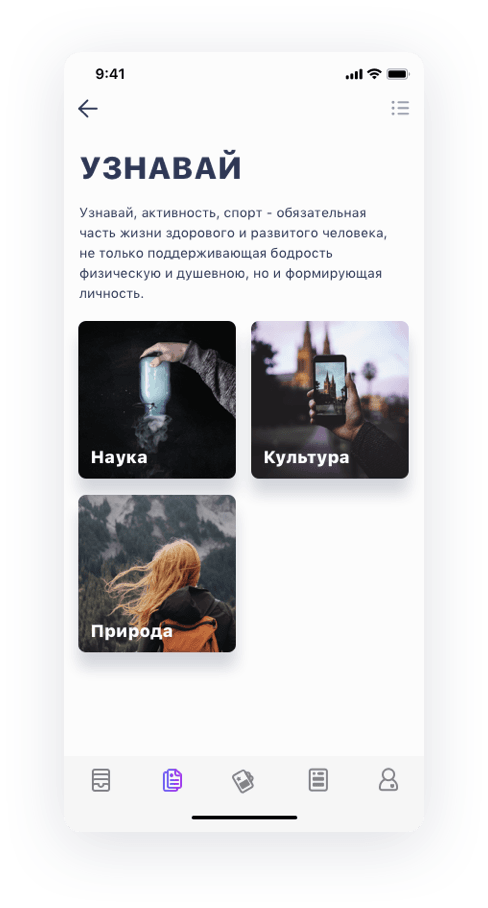 9:41
УЗНАВАЙ
Узнавай, активность, спорт - обязательная
часть жизни здорового и развитого человека,
не только поддерживающая бодрость
физическую и душевною, но и формирующая
личность.
Наука
Культура
Природа